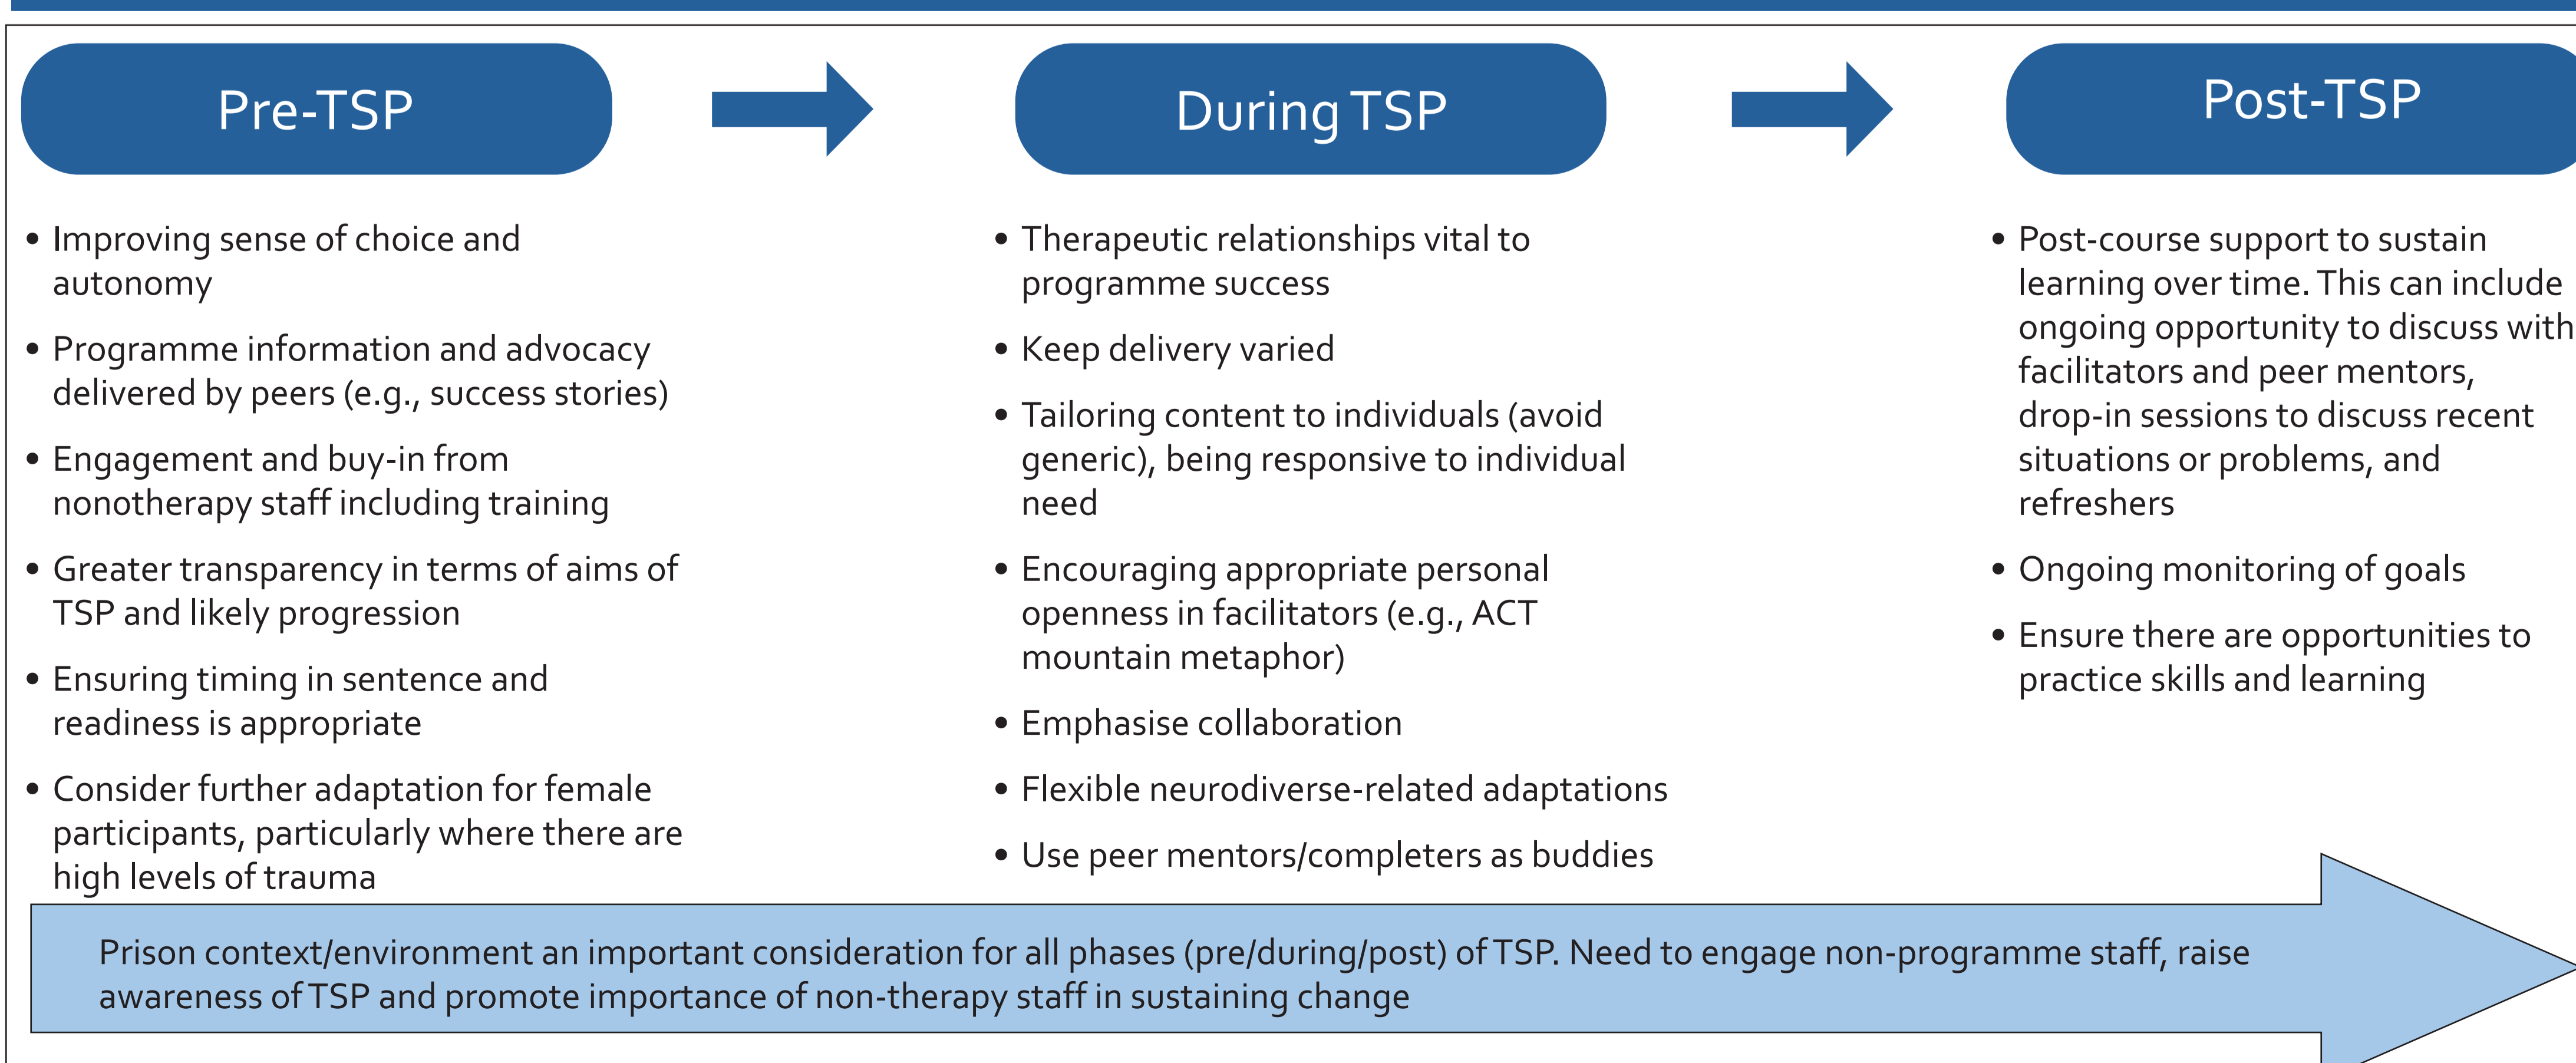 Pre-TSP
• Improving sense of choice and
autonomy
• Programme information and advocacy
delivered by peers (e.g., success stories)
• Engagement and buy-in from
nonotherapy staff including training
• Greater transparency in terms of aims of
TSP and likely progression
• Ensuring timing in sentence and
readiness is appropriate
• Consider further adaptation for female
participants, particularly where there are
high levels of trauma
During TSP
• Therapeutic relationships vital to
programme success
• Keep delivery varied
• Tailoring content to individuals (avoid
generic), being responsive to individual
need
• Encouraging appropriate personal
openness in facilitators (e.g., ACT
mountain metaphor)
• Emphasise collaboration
• Flexible neurodiverse-related adaptations
• Use peer mentors/completers as buddies
Post-TSP
• Post-course support to sustain
learning over time. This can include
ongoing opportunity to discuss with
facilitators and peer mentors,
drop-in sessions to discuss recent
situations or problems, and
refreshers
• Ongoing monitoring of goals
• Ensure there are opportunities to
practice skills and learning
Prison context/environment an important consideration for all phases (pre/during/post) of TSP. Need to engage non-programme staff, raise
awareness of TSP and promote importance of non-therapy staff in sustaining change